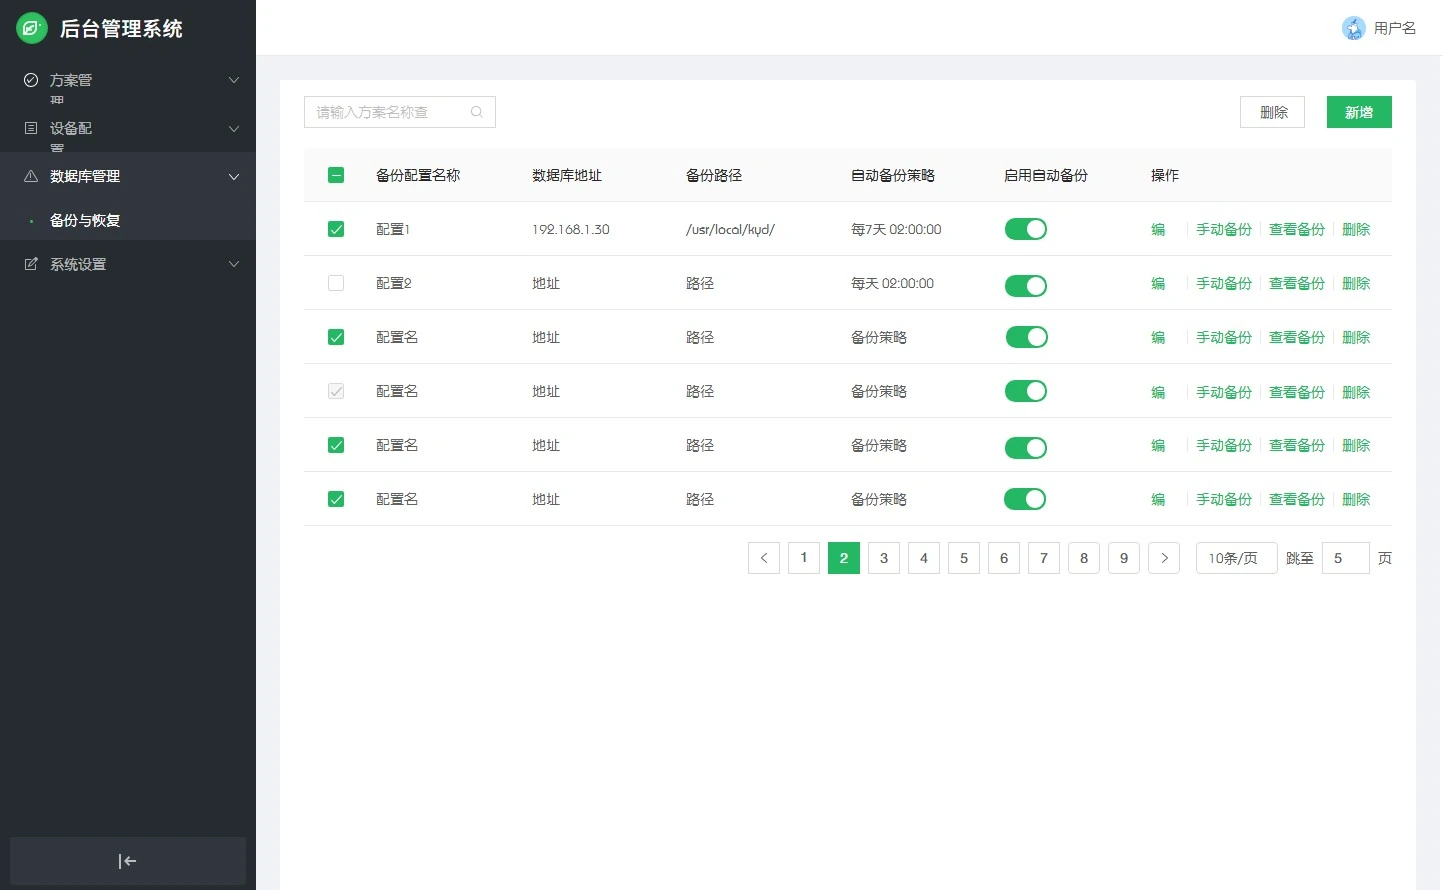 后台管理系统
用户名
方案管
理
设备配
置
数据库管理
备份与恢复
系统设置
请输入方案名称查
删除
新增
备份配置名称 数据库地址 备份路径 自动备份策略 启用自动备份 操作
配置1 192.168.1.30 /usr/local/kyd/ 每7天 02:00:00 编 手动备份 查看备份 删除
配置2 地址 路径 每天 02:00:00 编 手动备份 查看备份 删除
配置名 地址 路径 备份策略 编 手动备份 查看备份 删除
配置名 地址 路径 备份策略 编 手动备份 查看备份 删除
配置名 地址 路径 备份策略 编 手动备份 查看备份 删除
配置名 地址 路径 备份策略 编 手动备份 查看备份 删除
1 2 3 4 5 6 7 8 9 10条/页 跳至 5 页